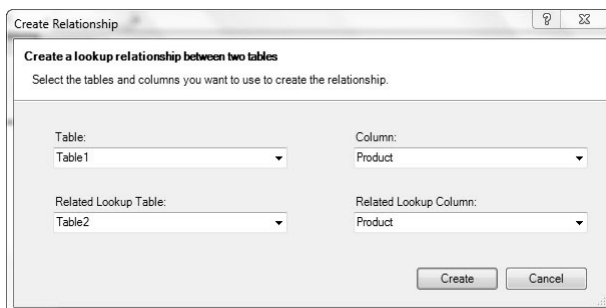 Create Relationship
Create a lookup relationship between two tables
Select the tables and columns you want to use to create the relationship.
Table:
Column:
Table1
Product
Related Lookup Table:
Related Lookup Column:
Table2
Product
Create
Cancel